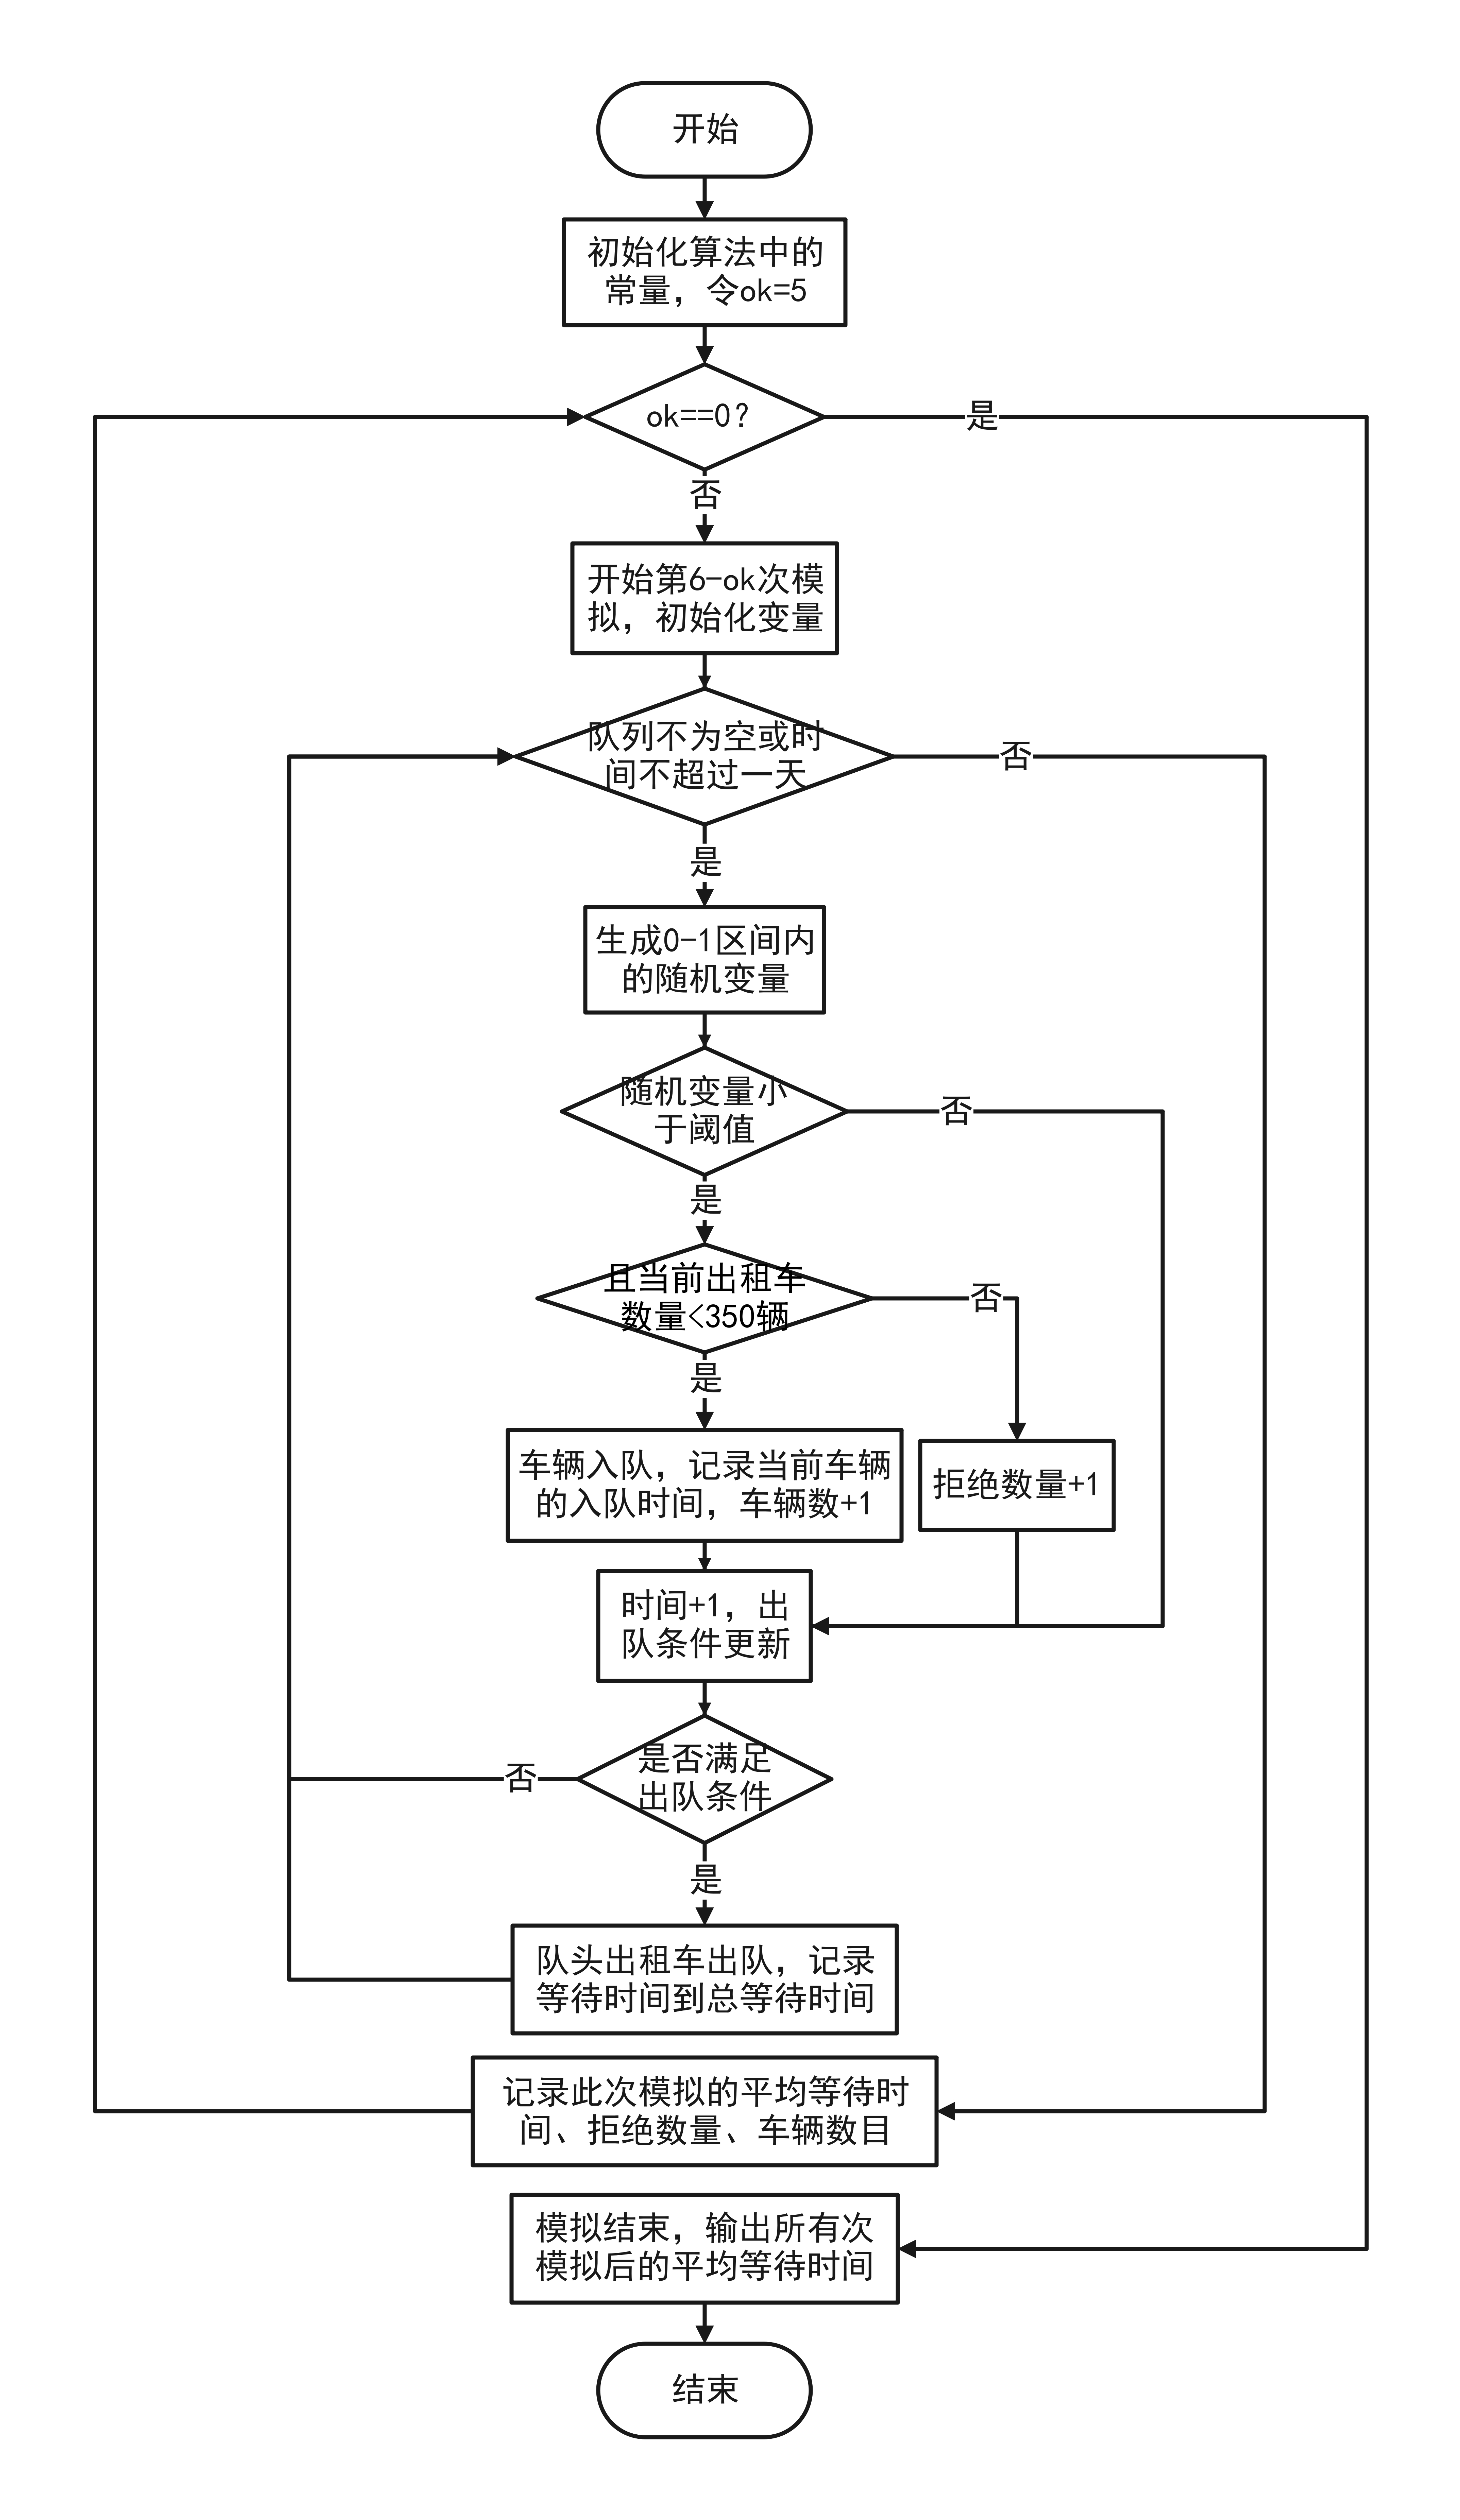 开始
初始化算法中的
常量，令ok=5
ok==0?
是
否
开始第6-ok次模
拟，初始化变量
队列不为空或时
间不超过一天
否
是
生成0-1区间内
的随机变量
随机变量小
于阈值
否
是
且当前出租车
数量<350辆
否
是
车辆入队，记录当前车辆
的入队时间，车辆数+1
拒绝数量+1
时间+1，出
队条件更新
是否满足
出队条件
否
是
队头出租车出队，记录
等待时间到总等待时间
记录此次模拟的平均等待时
间、拒绝数量、车辆数目
模拟结束，输出所有次
模拟后的平均等待时间
结束